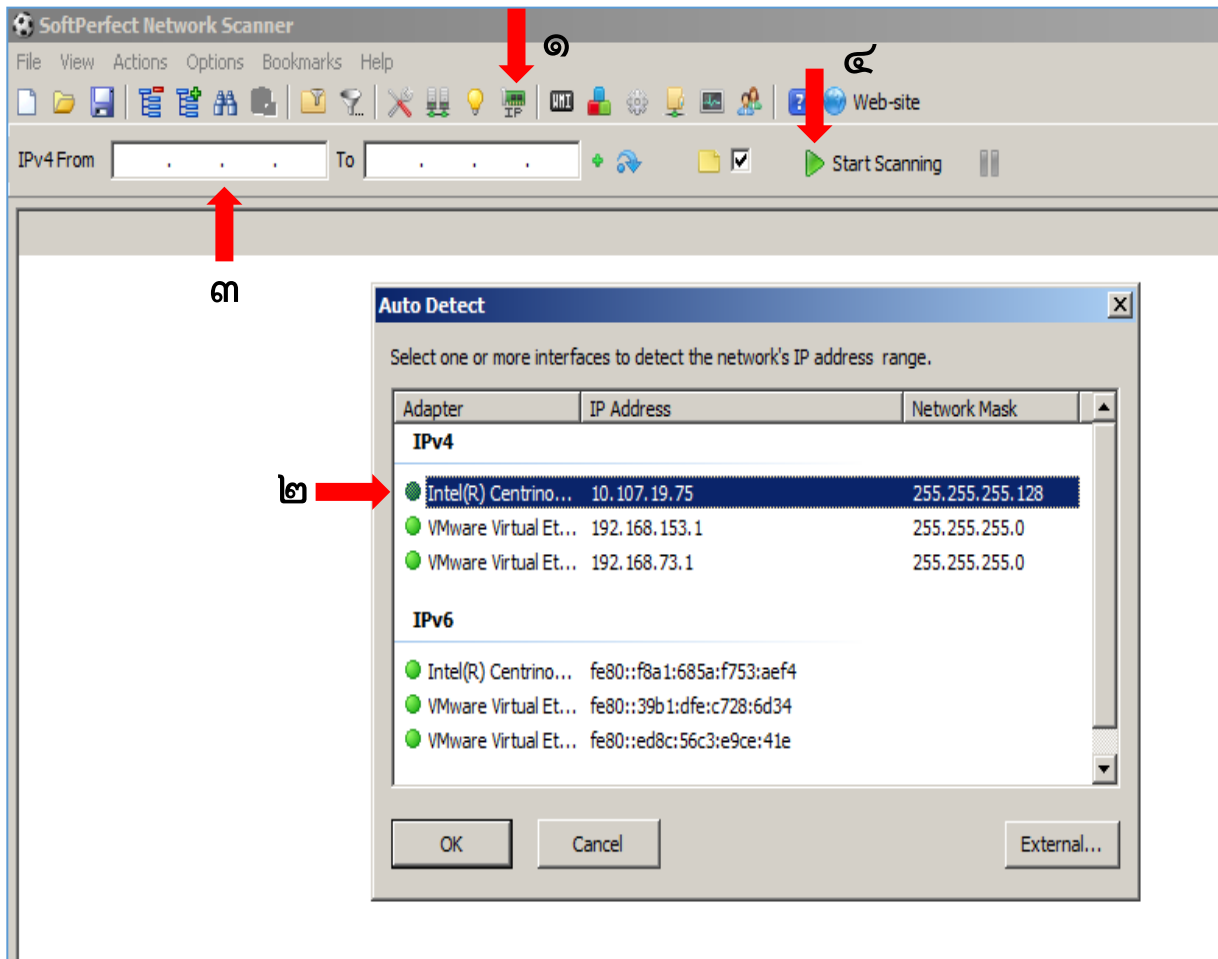 SoftPerfect Network Scanner
๑
๔
File View Actions Options Bookmarks Help
IP WMI ? Web-site
IPv4 From . . . To . . . Start Scanning
๓
Auto Detect
Select one or more interfaces to detect the network's IP address range.
Adapter IP Address Network Mask
IPv4
๒
Intel(R) Centrino... 10.107.19.75 255.255.255.128
VMware Virtual Et... 192.168.153.1 255.255.255.0
VMware Virtual Et... 192.168.73.1 255.255.255.0
IPv6
Intel(R) Centrino... fe80::f8a1:685a:f753:aef4
VMware Virtual Et... fe80::39b1:dfe:c728:6d34
VMware Virtual Et... fe80::ed8c:56c3:e9ce:41e
OK Cancel External...